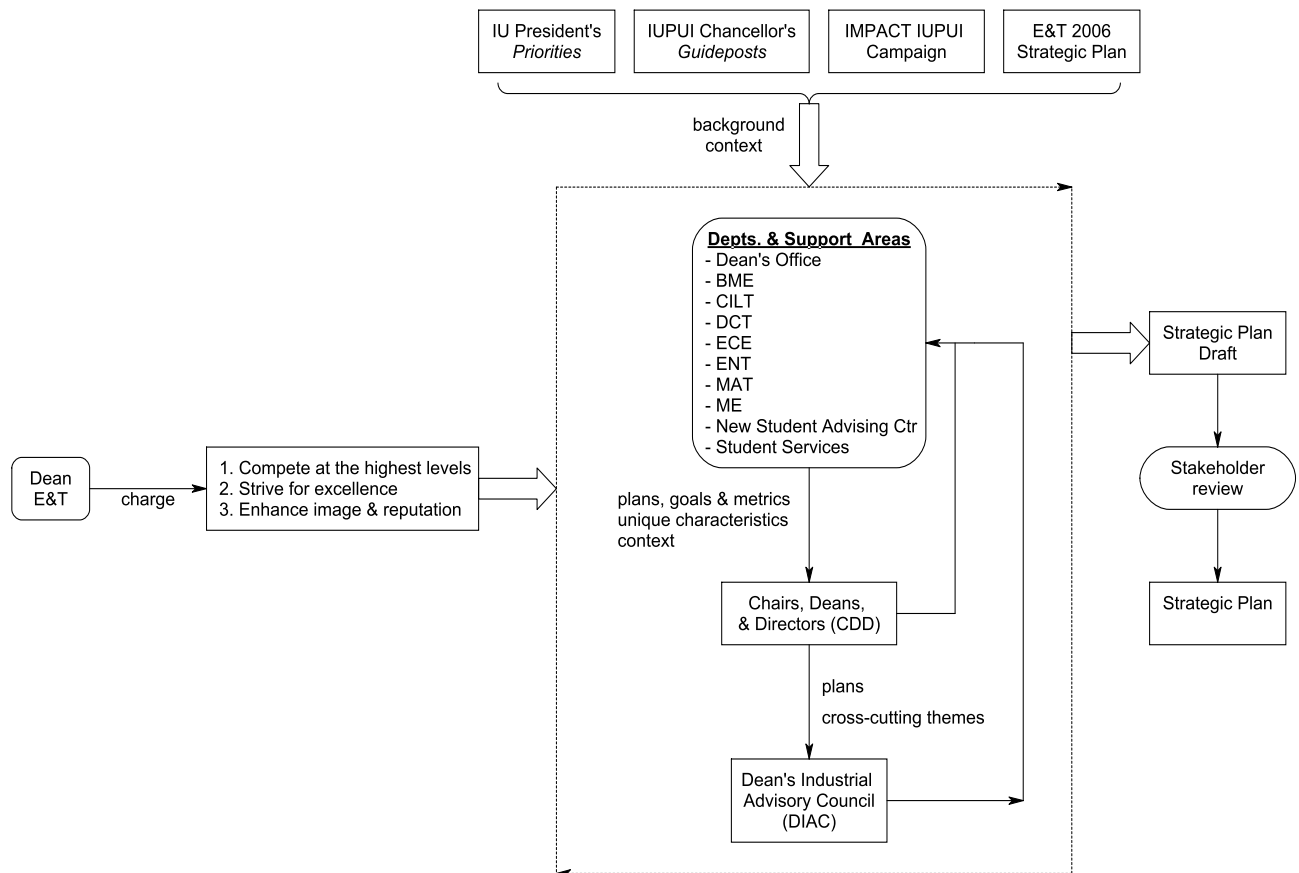 IU President's
Priorities
IUPUI Chancellor's
Guideposts
IMPACT IUPUI
Campaign
E&T 2006
Strategic Plan
background
context
Depts. & Support Areas
- Dean's Office
- BME
- CILT
- DCT
- ECE
- ENT
- MAT
- ME
- New Student Advising Ctr
- Student Services
Dean
E&T
charge
1. Compete at the highest levels
2. Strive for excellence
3. Enhance image & reputation
plans, goals & metrics
unique characteristics
context
Chairs, Deans,
& Directors (CDD)
plans
cross-cutting themes
Dean's Industrial
Advisory Council
(DIAC)
Strategic Plan
Draft
Stakeholder
review
Strategic Plan